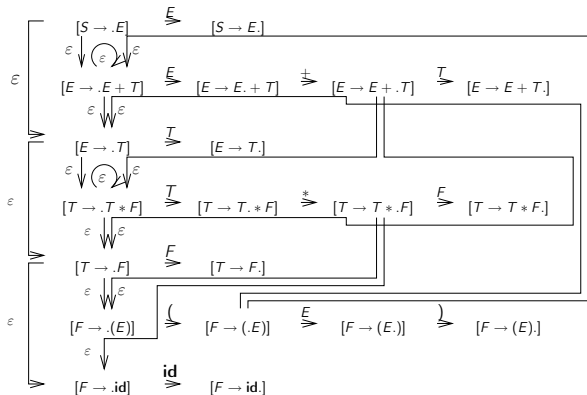 E
[S → .E] [S → E.]
ε ε ε
ε E + T
[E → .E + T] [E → E. + T] [E → E + .T] [E → E + T.]
ε ε
T
[E → .T] [E → T.]
ε ε ε
ε T * F
[T → .T ∗ F] [T → T. ∗ F] [T → T ∗ .F] [T → T ∗ F.]
ε ε
F
[T → .F] [T → F.]
ε ε
ε ( E )
[F → .(E)] [F → (.E)] [F → (E.)] [F → (E).]
ε
id
[F → .id] [F → id.]